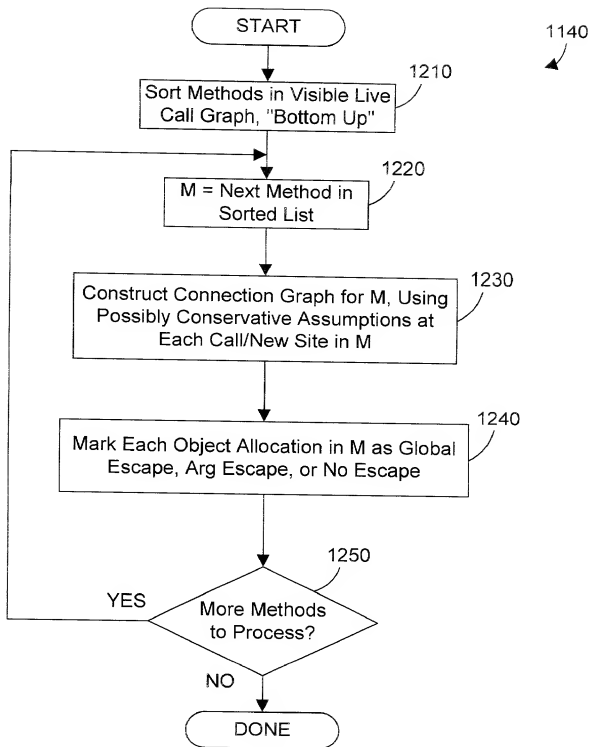 START
1140
1210
Sort Methods in Visible Live
Call Graph, "Bottom Up"
1220
M = Next Method in
Sorted List
1230
Construct Connection Graph for M, Using
Possibly Conservative Assumptions at
Each Call/New Site in M
1240
Mark Each Object Allocation in M as Global
Escape, Arg Escape, or No Escape
1250
YES
More Methods
to Process?
NO
DONE